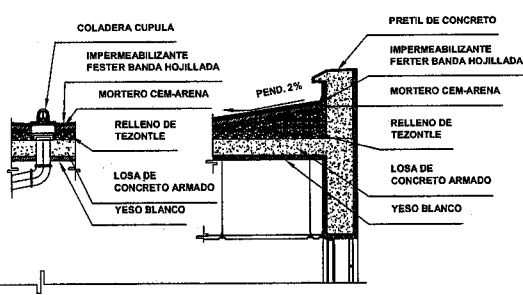 COLADERA CUPULA
IMPERMEABILIZANTE
FESTER BANDA HOJILLADA
MORTERO CEM-ARENA
RELLENO DE
TEZONTLE
LOSA DE
CONCRETO ARMADO
YESO BLANCO
PEND. 2%
PRETIL DE CONCRETO
IMPERMEABILIZANTE
FERTER BANDA HOJILLADA
MORTERO CEM-ARENA
RELLENO DE
TEZONTLE
LOSA DE
CONCRETO ARMADO
YESO BLANCO